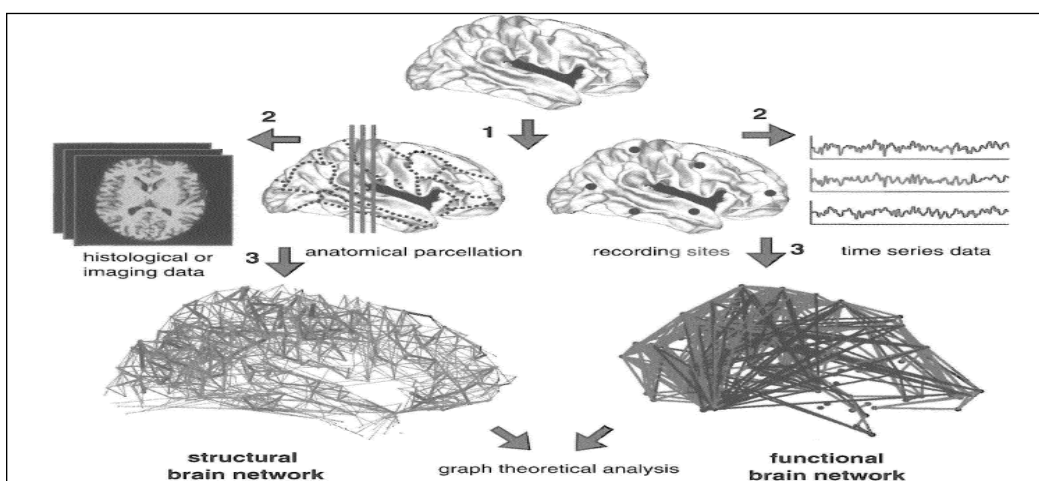 2
1
2
histological or
imaging data
3
anatomical parcellation
recording sites
3
time series data
structural
brain network
graph theoretical analysis
functional
brain network